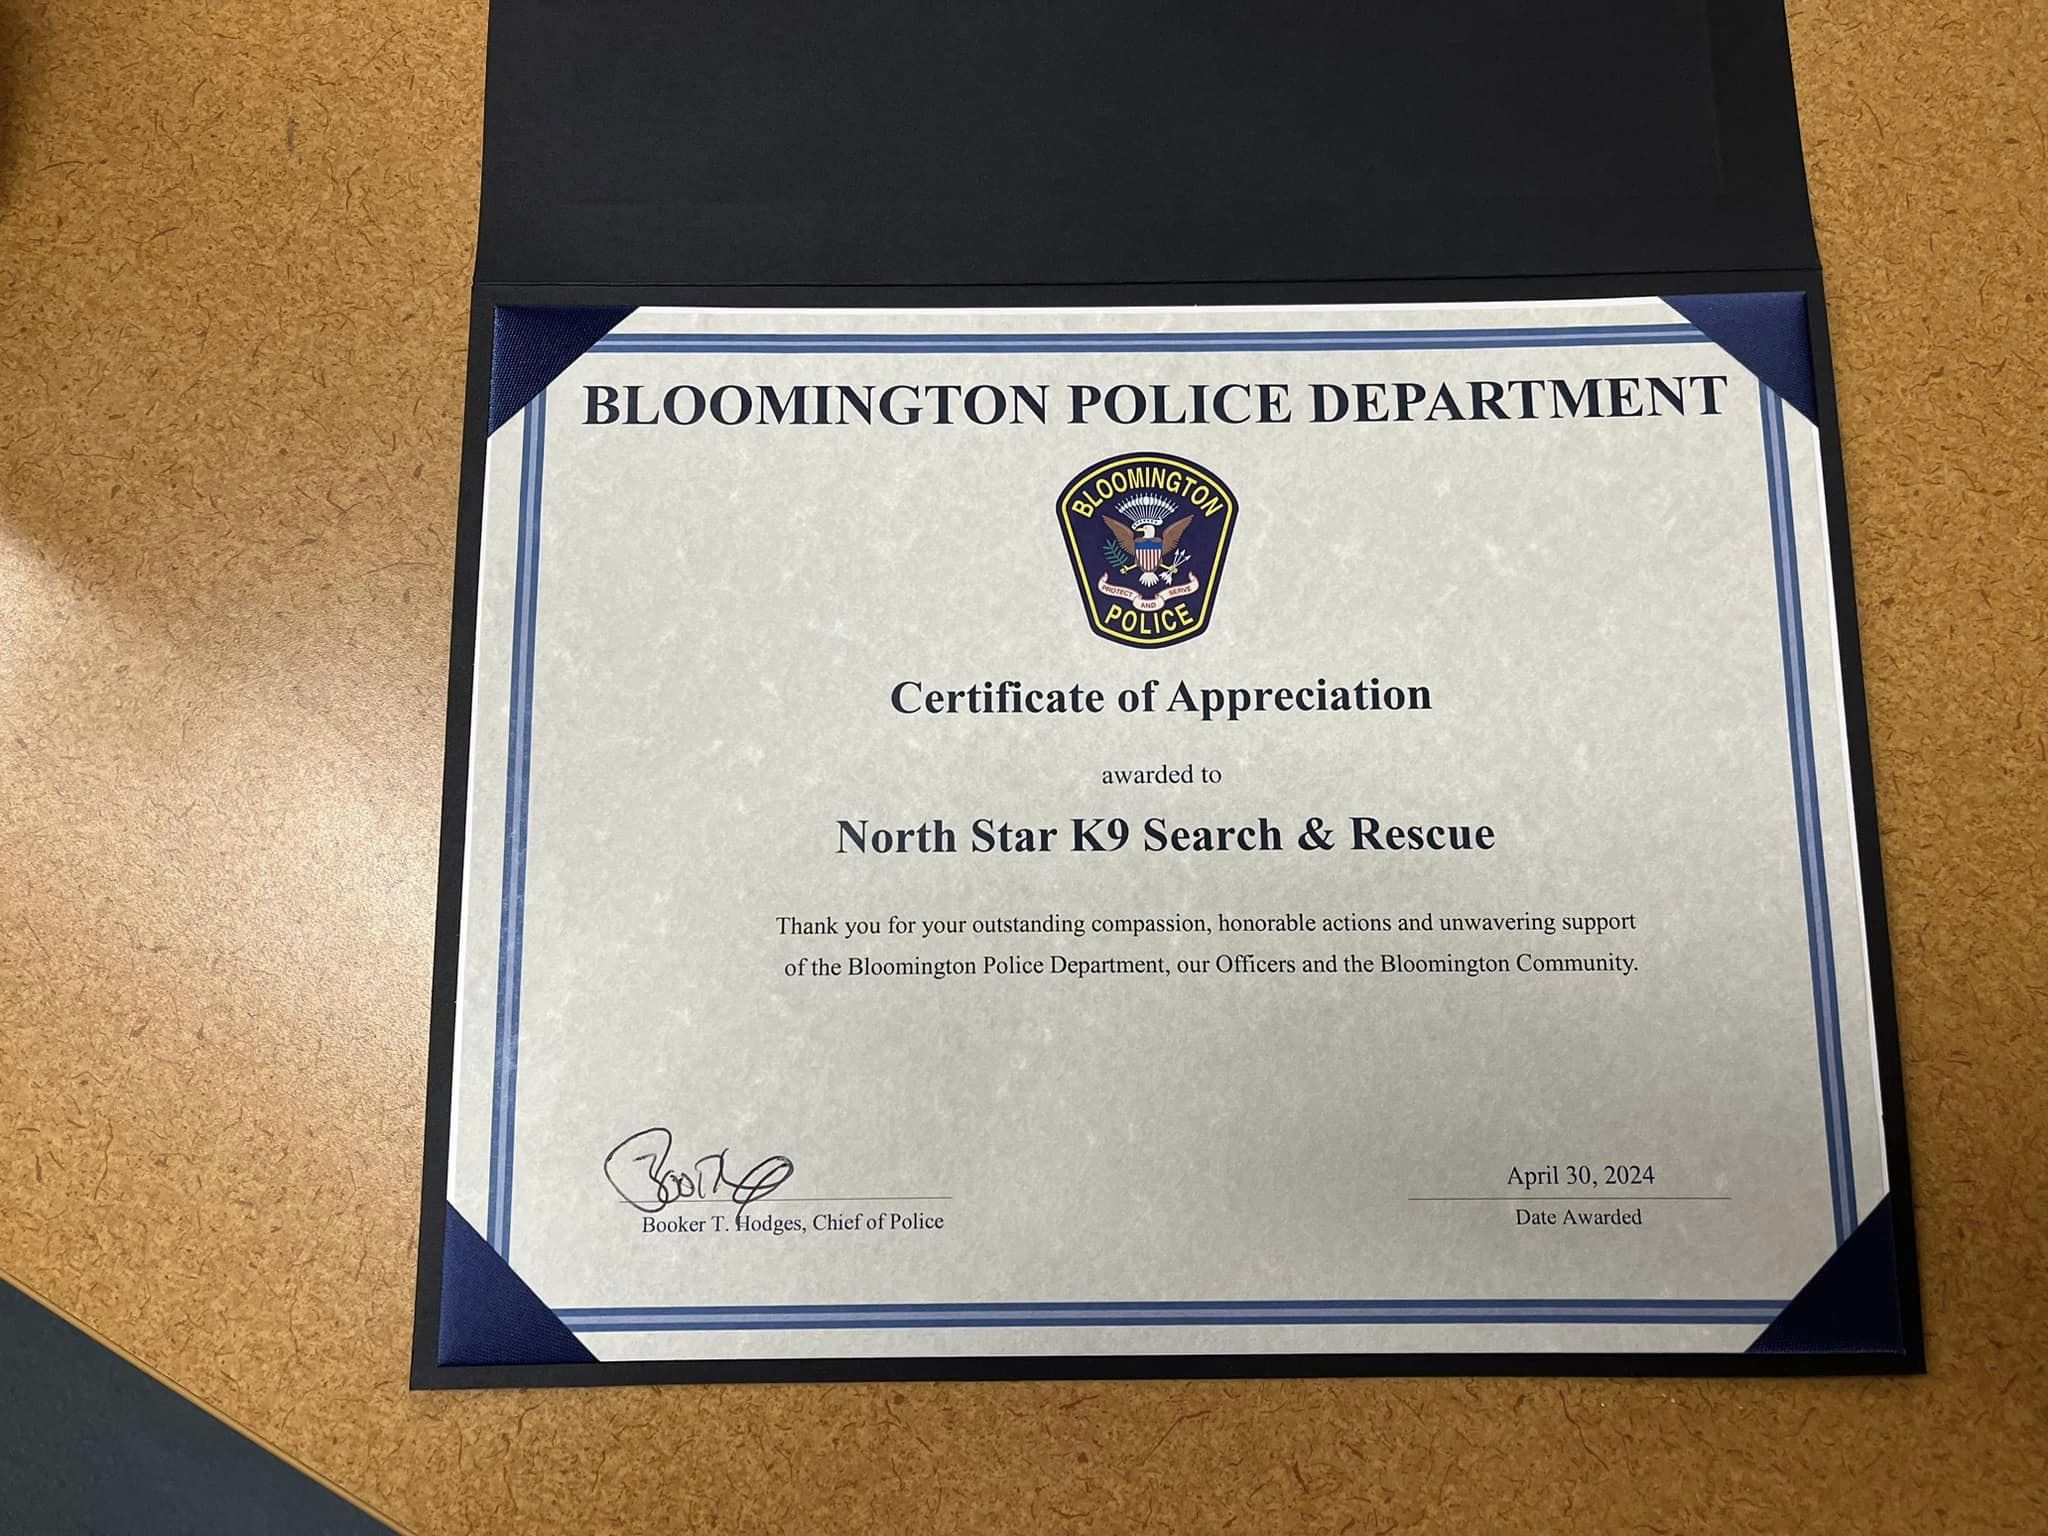 BLOOMINGTON POLICE DEPARTMENT
BLOOMINGTON
PROTECT AND SERVE
POLICE
Certificate of Appreciation
awarded to
North Star K9 Search & Rescue
Thank you for your outstanding compassion, honorable actions and unwavering support
of the Bloomington Police Department, our Officers and the Bloomington Community.
April 30, 2024
Booker T. Hodges, Chief of Police
Date Awarded